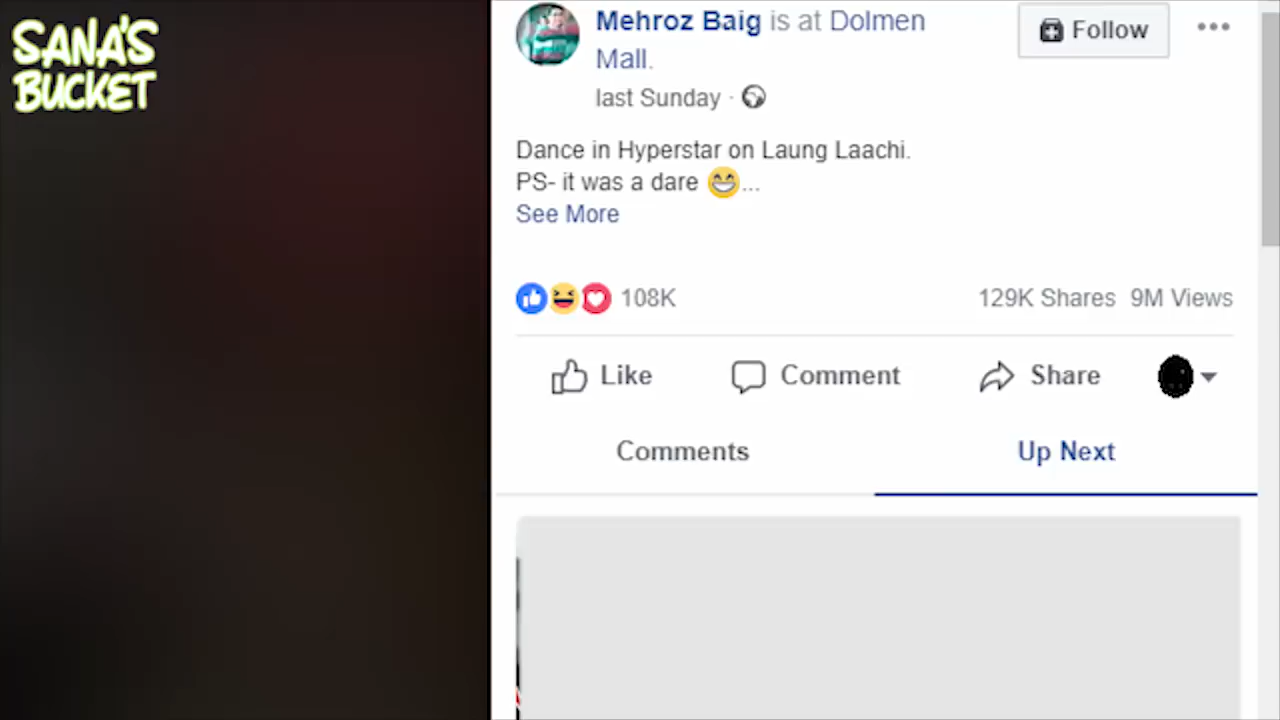 SANA'S
BUCKET
Mehroz Baig is at Dolmen
Mall.
Follow
last Sunday ·
Dance in Hyperstar on Laung Laachi.
PS- it was a dare 😁...
See More
108K
129K Shares 9M Views
Like Comment Share
Comments Up Next